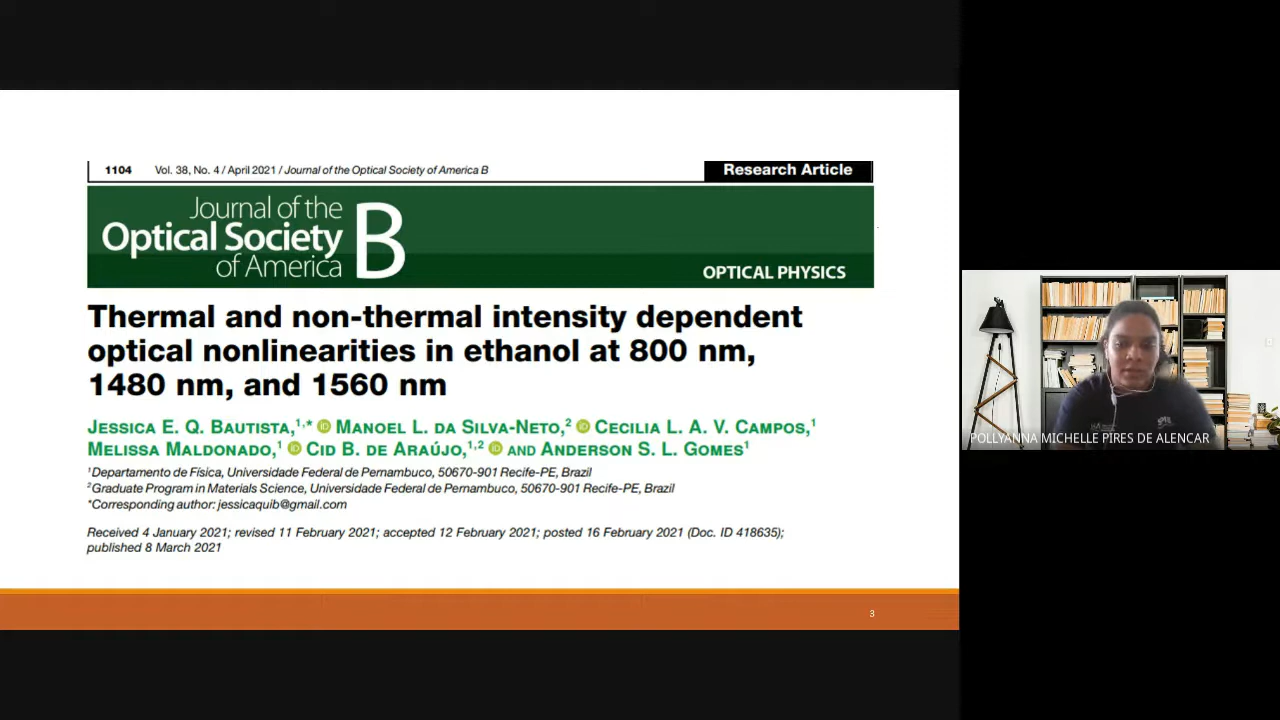 1104 Vol. 38, No. 4 / April 2021 / Journal of the Optical Society of America B
Research Article
Journal of the
Optical Society
of America
B
OPTICAL PHYSICS
Thermal and non-thermal intensity dependent
optical nonlinearities in ethanol at 800 nm,
1480 nm, and 1560 nm
JESSICA E. Q. BAUTISTA,1,* iD MANOEL L. DA SILVA-NETO,2 iD CECILIA L. A. V. CAMPOS,1
MELISSA MALDONADO,1 iD CID B. DE ARAÚJO,1,2 iD AND ANDERSON S. L. GOMES1
1Departamento de Física, Universidade Federal de Pernambuco, 50670-901 Recife-PE, Brazil
2Graduate Program in Materials Science, Universidade Federal de Pernambuco, 50670-901 Recife-PE, Brazil
*Corresponding author: jessicaquib@gmail.com
Received 4 January 2021; revised 11 February 2021; accepted 12 February 2021; posted 16 February 2021 (Doc. ID 418635);
published 8 March 2021
3
POLLYANNA MICHELLE PIRES DE ALENCAR